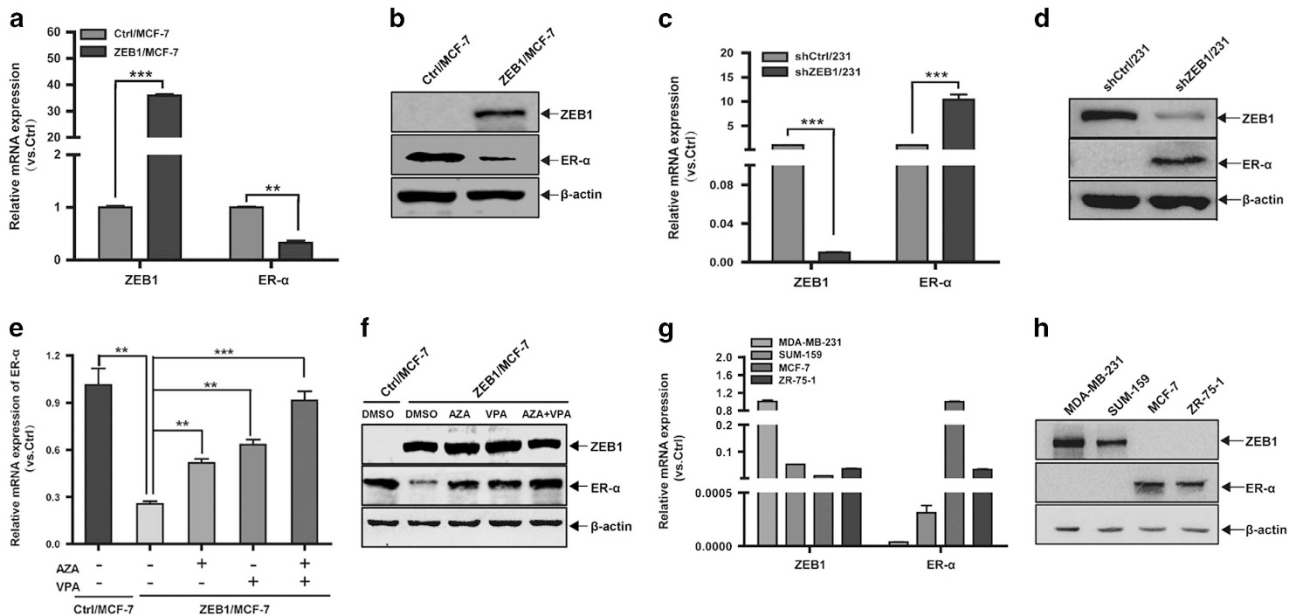 a
Relative mRNA expression
(vs.Ctrl)
60
50
40
30
20
2
1
0
Ctrl/MCF-7
ZEB1/MCF-7
***
**
ZEB1
ER-α
b
Ctrl/MCF-7
ZEB1/MCF-7
ZEB1
ER-α
β-actin
c
Relative mRNA expression
(vs.Ctrl)
20
15
10
5
0.08
0.04
0.00
shCtrl/231
shZEB1/231
***
***
ZEB1
ER-α
d
shCtrl/231
shZEB1/231
ZEB1
ER-α
β-actin
e
Relative mRNA expression of ER-α
(vs.Ctrl)
1.2
0.9
0.6
0.3
0.0
**
***
**
**
AZA - - + - +
VPA - - - + +
Ctrl/MCF-7
ZEB1/MCF-7
f
Ctrl/MCF-7
ZEB1/MCF-7
DMSO DMSO AZA VPA AZA+VPA
ZEB1
ER-α
β-actin
g
Relative mRNA expression
(vs.Ctrl)
2.0
1.4
1.2
1.0
0.8
0.2
0.1
0.0005
0.0000
MDA-MB-231
SUM-159
MCF-7
ZR-75-1
ZEB1
ER-α
h
MDA-MB-231
SUM-159
MCF-7
ZR-75-1
ZEB1
ER-α
β-actin